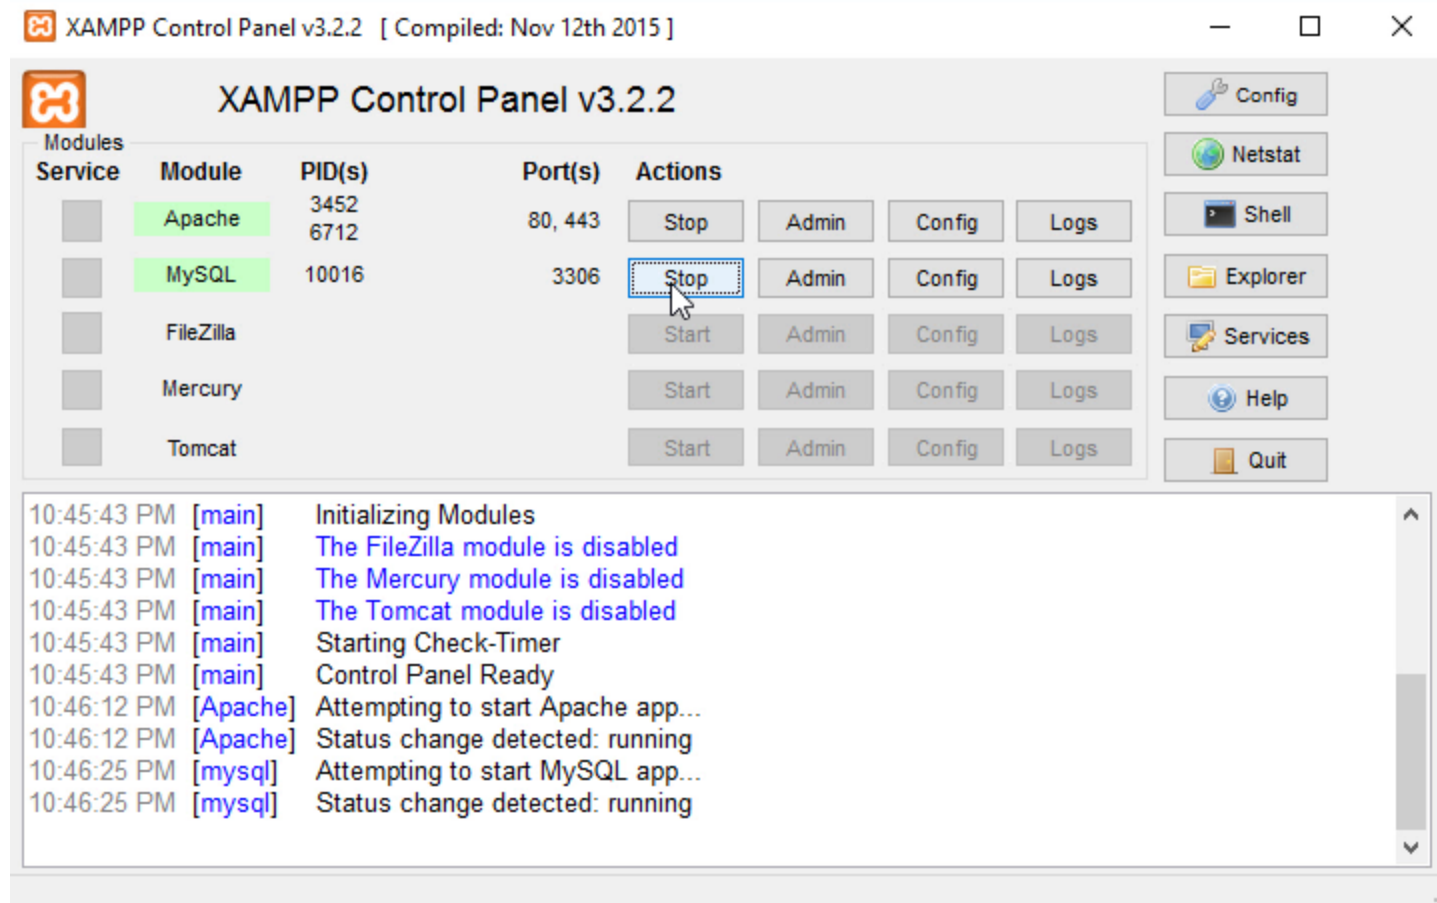 XAMPP Control Panel v3.2.2 [ Compiled: Nov 12th 2015 ]
XAMPP Control Panel v3.2.2
Config
Modules
Service Module PID(s) Port(s) Actions
Netstat
Apache 3452 6712 80, 443 Stop Admin Config Logs
Shell
MySQL 10016 3306 Stop Admin Config Logs
Explorer
FileZilla Start Admin Config Logs
Services
Mercury Start Admin Config Logs
Help
Tomcat Start Admin Config Logs
Quit
10:45:43 PM [main] Initializing Modules
10:45:43 PM [main] The FileZilla module is disabled
10:45:43 PM [main] The Mercury module is disabled
10:45:43 PM [main] The Tomcat module is disabled
10:45:43 PM [main] Starting Check-Timer
10:45:43 PM [main] Control Panel Ready
10:46:12 PM [Apache] Attempting to start Apache app...
10:46:12 PM [Apache] Status change detected: running
10:46:25 PM [mysql] Attempting to start MySQL app...
10:46:25 PM [mysql] Status change detected: running